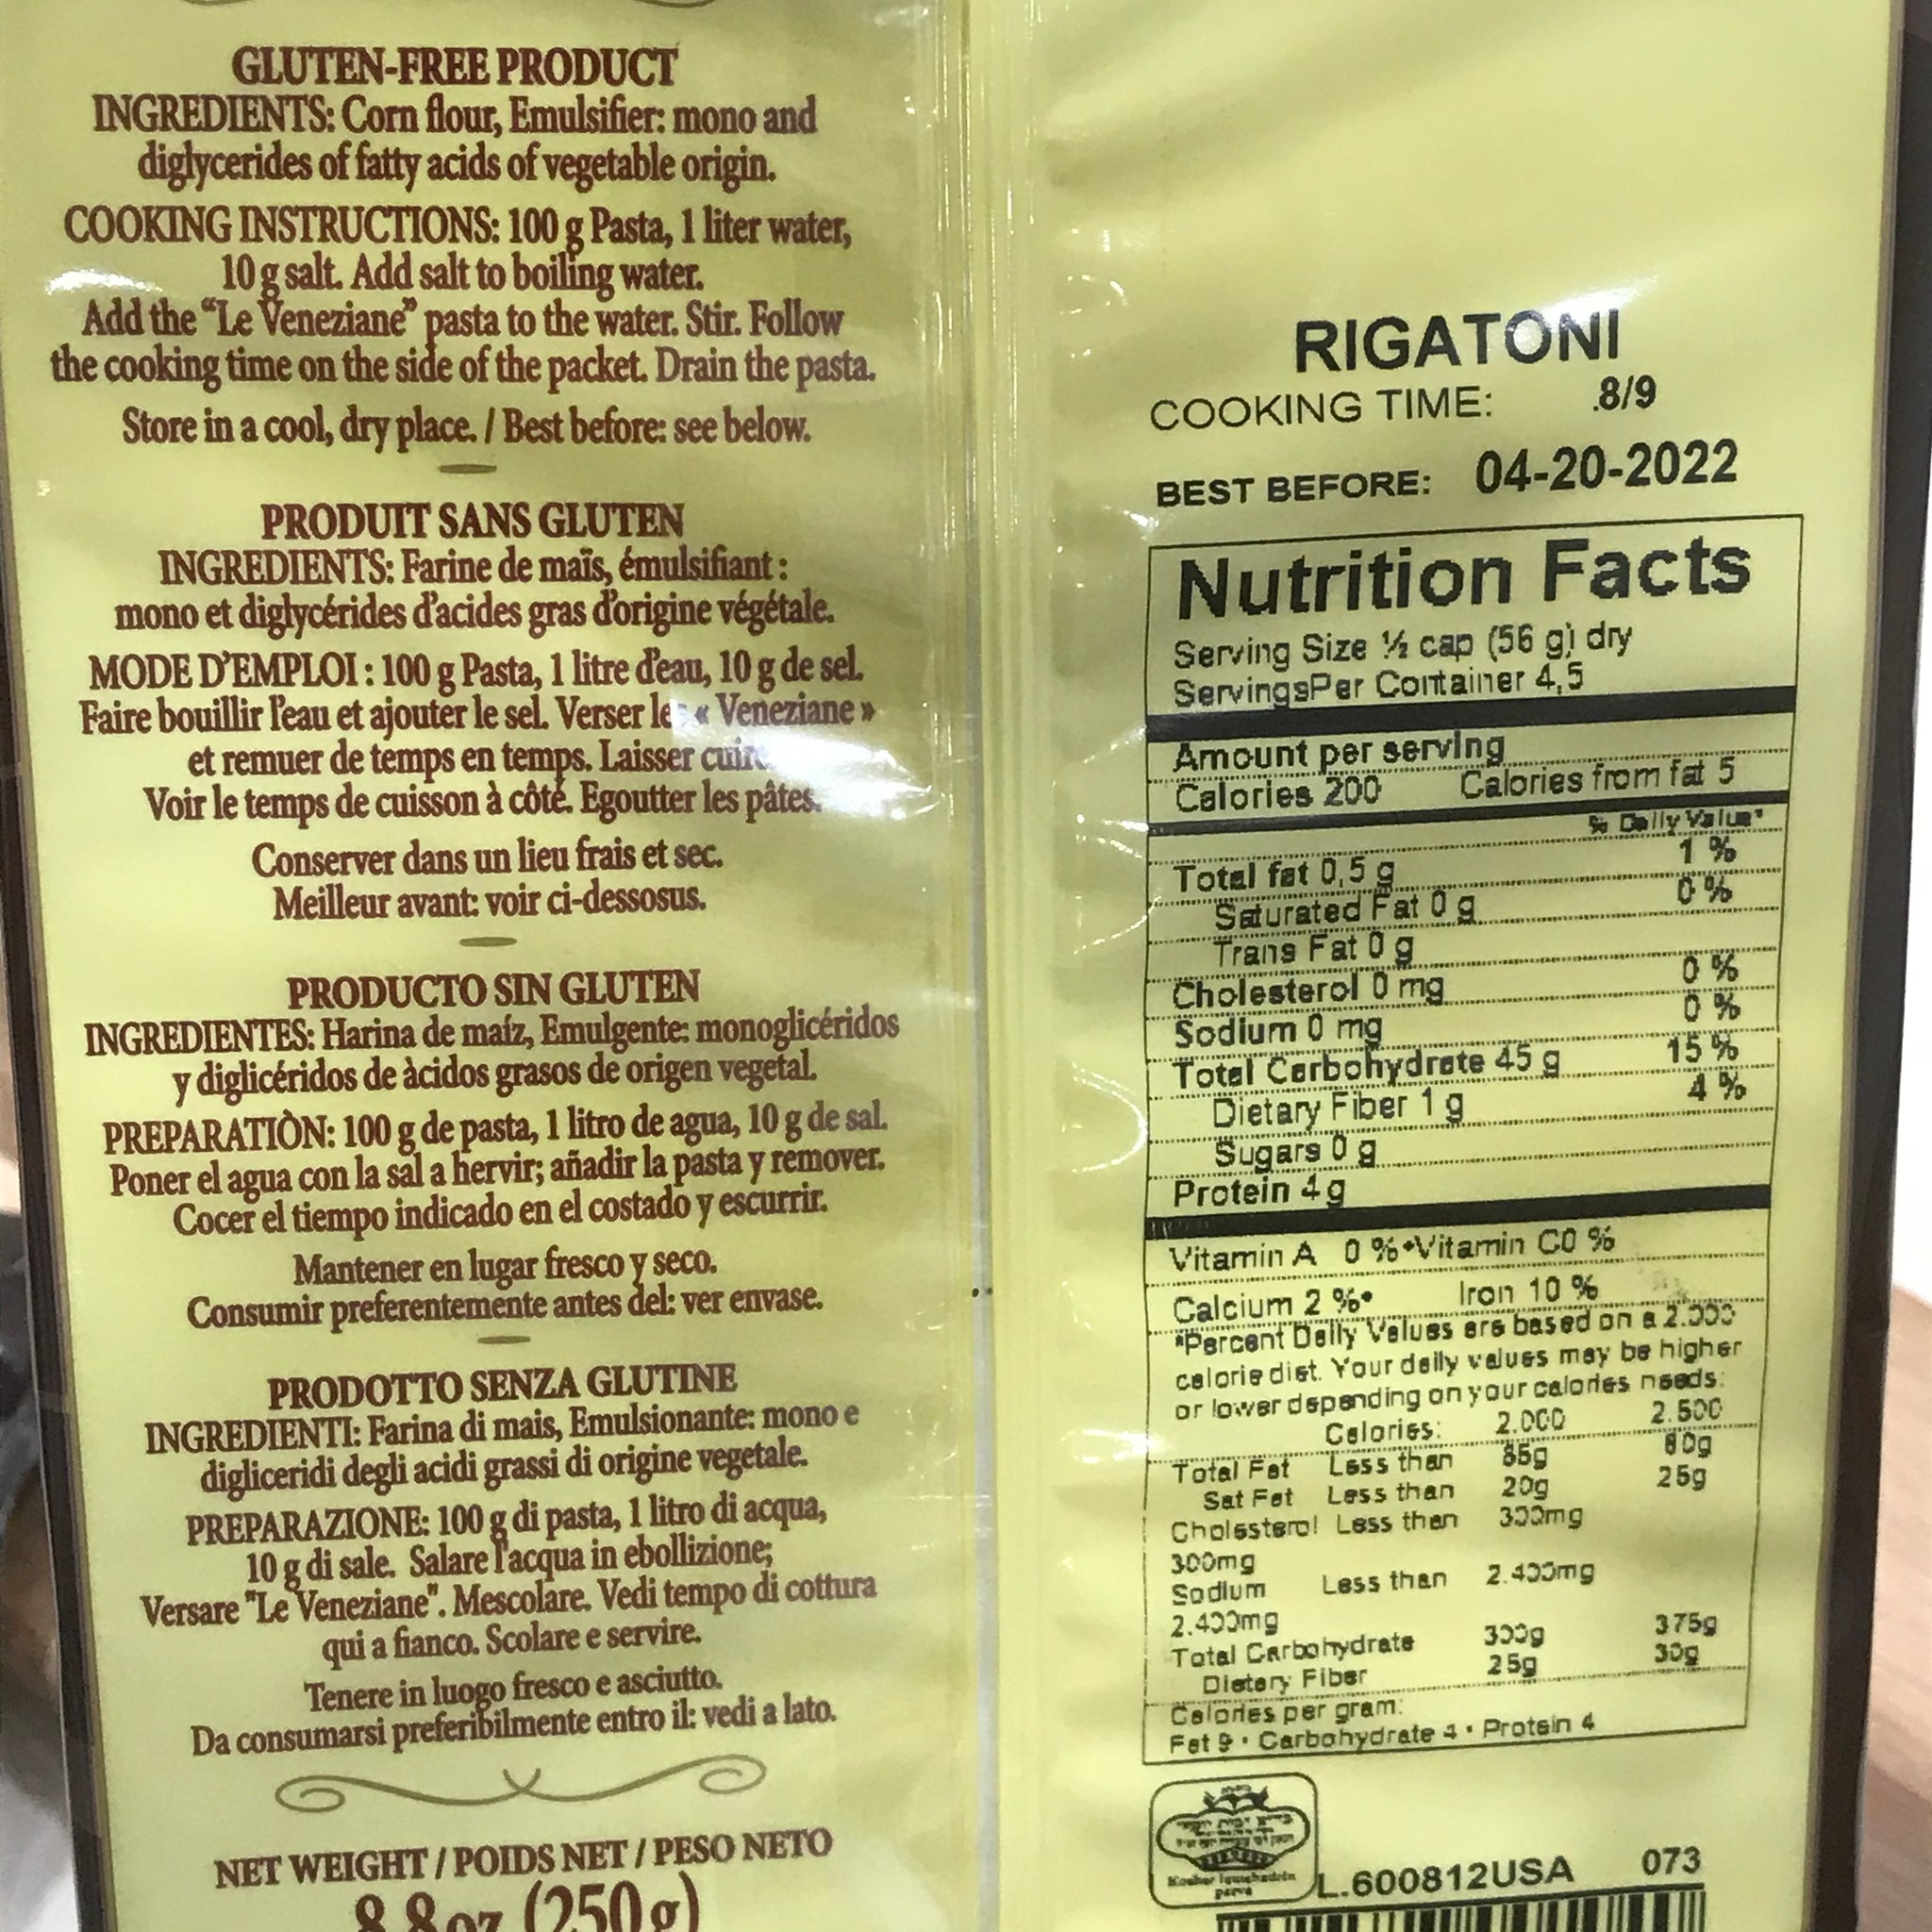 GLUTEN-FREE PRODUCT
INGREDIENTS: Corn flour, Emulsifier: mono and
diglycerides of fatty acids of vegetable origin.
COOKING INSTRUCTIONS: 100 g Pasta, 1 liter water,
10 g salt. Add salt to boiling water.
Add the “Le Veneziane” pasta to the water. Stir. Follow
the cooking time on the side of the packet. Drain the pasta.
Store in a cool, dry place. / Best before: see below.
PRODUIT SANS GLUTEN
INGREDIENTS: Farine de maïs, émulsifiant :
mono et diglycérides d'acides gras d'origine végétale.
MODE D'EMPLOI : 100 g Pasta, 1 litre d'eau, 10 g de sel.
Faire bouillir l'eau et ajouter le sel. Verser les « Veneziane »
et remuer de temps en temps. Laisser cuire
Voir le temps de cuisson à côté. Egoutter les pâtes.
Conserver dans un lieu frais et sec.
Meilleur avant: voir ci-dessosus.
PRODUCTO SIN GLUTEN
INGREDIENTES: Harina de maíz, Emulgente: monoglicéridos
y diglicéridos de àcidos grasos de origen vegetal.
PREPARATIÒN: 100 g de pasta, 1 litro de agua, 10 g de sal.
Poner el agua con la sal a hervir; añadir la pasta y remover.
Cocer el tiempo indicado en el costado y escurrir.
Mantener en lugar fresco y seco.
Consumir preferentemente antes del: ver envase.
PRODOTTO SENZA GLUTINE
INGREDIENTI: Farina di mais, Emulsionante: mono e
digliceridi degli acidi grassi di origine vegetale.
PREPARAZIONE: 100 g di pasta, 1 litro di acqua,
10 g di sale. Salare l'acqua in ebollizione;
Versare "Le Veneziane". Mescolare. Vedi tempo di cottura
qui a fianco. Scolare e servire.
Tenere in luogo fresco e asciutto.
Da consumarsi preferibilmente entro il: vedi a lato.
NET WEIGHT / POIDS NET / PESO NETO
8.8 oz (250 g)
RIGATONI
COOKING TIME: .8/9
BEST BEFORE: 04-20-2022
Nutrition Facts
Serving Size ½ cap (56 g) dry
ServingsPer Container 4,5
Amount per serving
Calories 200 Calories from fat 5
% Daily Value*
Total fat 0,5 g 1 %
Saturated Fat 0 g 0 %
Trans Fat 0 g
Cholesterol 0 mg 0 %
Sodium 0 mg 0 %
Total Carbohydrate 45 g 15 %
Dietary Fiber 1 g 4 %
Sugars 0 g
Protein 4 g
Vitamin A 0 %•Vitamin C0 %
Calcium 2 %• Iron 10 %
*Percent Daily Values are based on a 2.000
calorie diet. Your daily values may be higher
or lower depending on your calories needs:
Calories: 2.000 2.500
Total Fat Less than 65g 80g
Sat Fat Less than 20g 25g
Cholesterol Less then 300mg
300mg
Sodium Less than 2.400mg
2.400mg
Total Carbohydrate 300g 375g
Dietary Fiber 25g 30g
Calories per gram:
Fat 9 • Carbohydrate 4 • Protein 4
L.600812USA 073